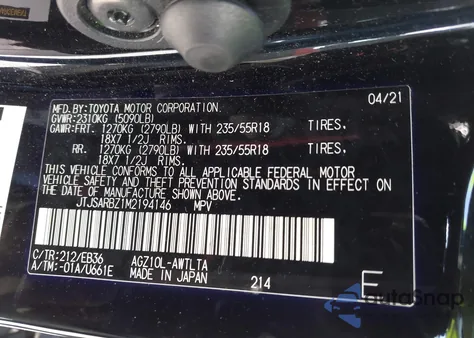 MFD.BY:TOYOTA MOTOR CORPORATION. 04/21
GVWR:2310KG (5090LB)
GAWR:FRT. 1270KG (2790LB) WITH 235/55R18 TIRES,
18X7 1/2J RIMS.
RR. 1270KG (2790LB) WITH 235/55R18 TIRES,
18X7 1/2J RIMS.
THIS VEHICLE CONFORMS TO ALL APPLICABLE FEDERAL MOTOR
VEHICLE SAFETY AND THEFT PREVENTION STANDARDS IN EFFECT ON
THE DATE OF MANUFACTURE SHOWN ABOVE.
JTJSARBZ1M2194146 MPV
C/TR:212/EB36 AGZ10L-AWTLTA
A/TM:-01A/U661E MADE IN JAPAN 214 E
autoSnap